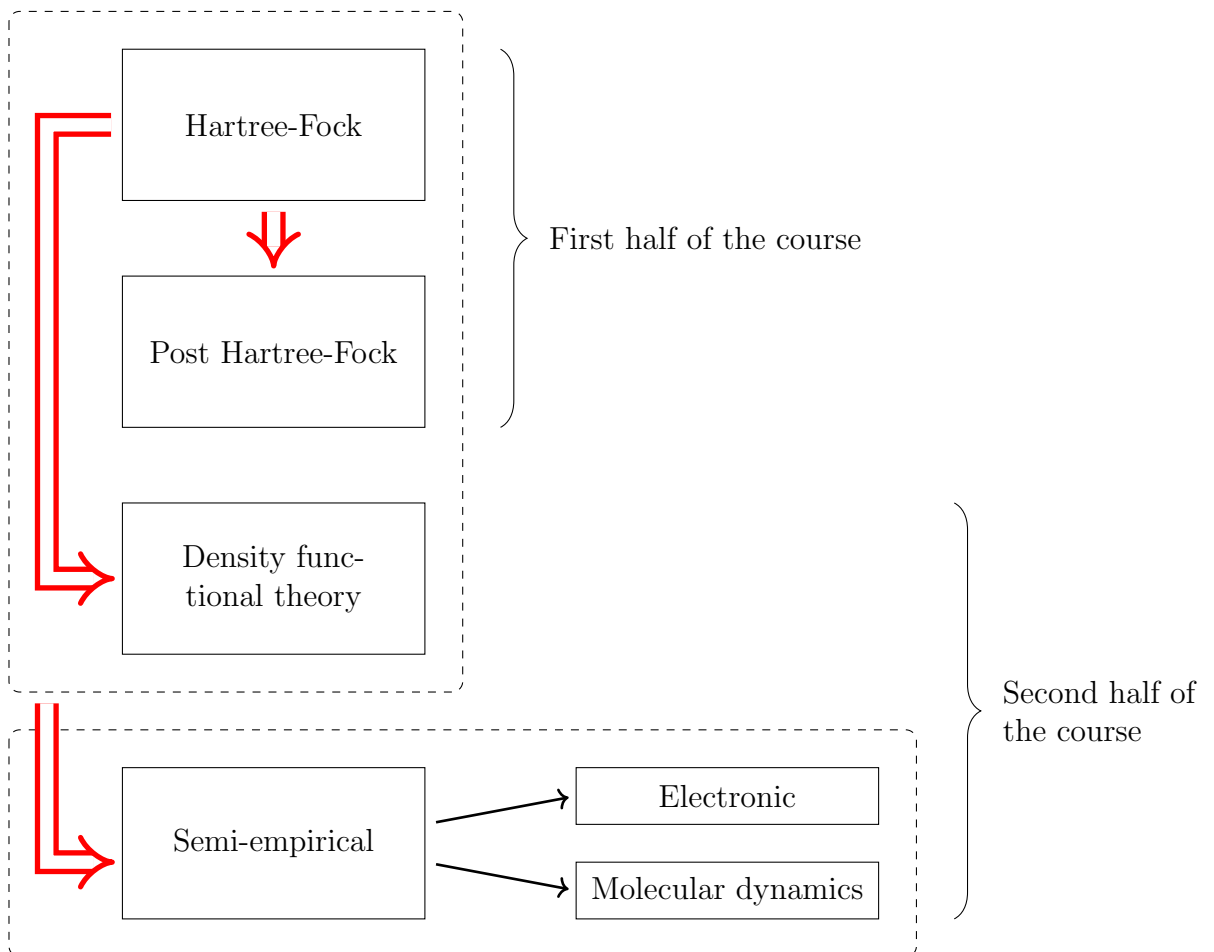 Hartree-Fock
First half of the course
Post Hartree-Fock
Density func-
tional theory
Second half of
the course
Electronic
Semi-empirical
Molecular dynamics